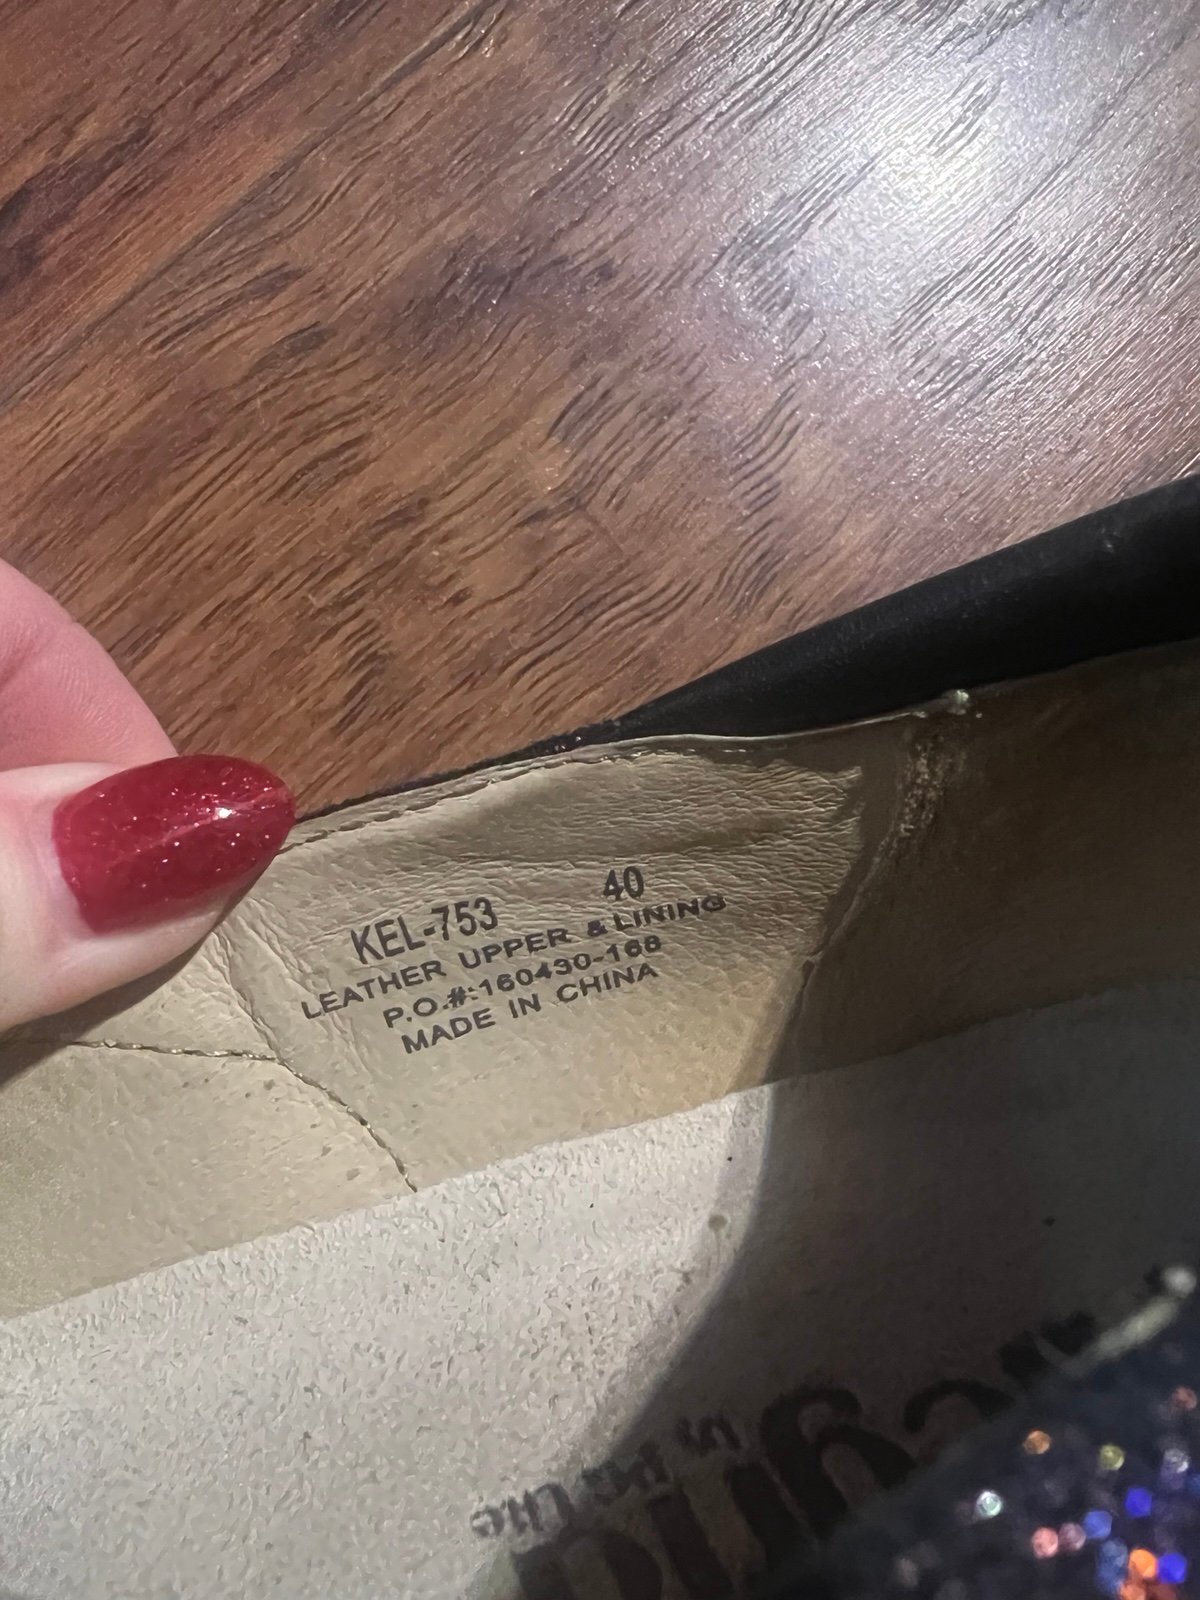 KEL-753 40
LEATHER UPPER & LINING
P.O.#:160430-168
MADE IN CHINA